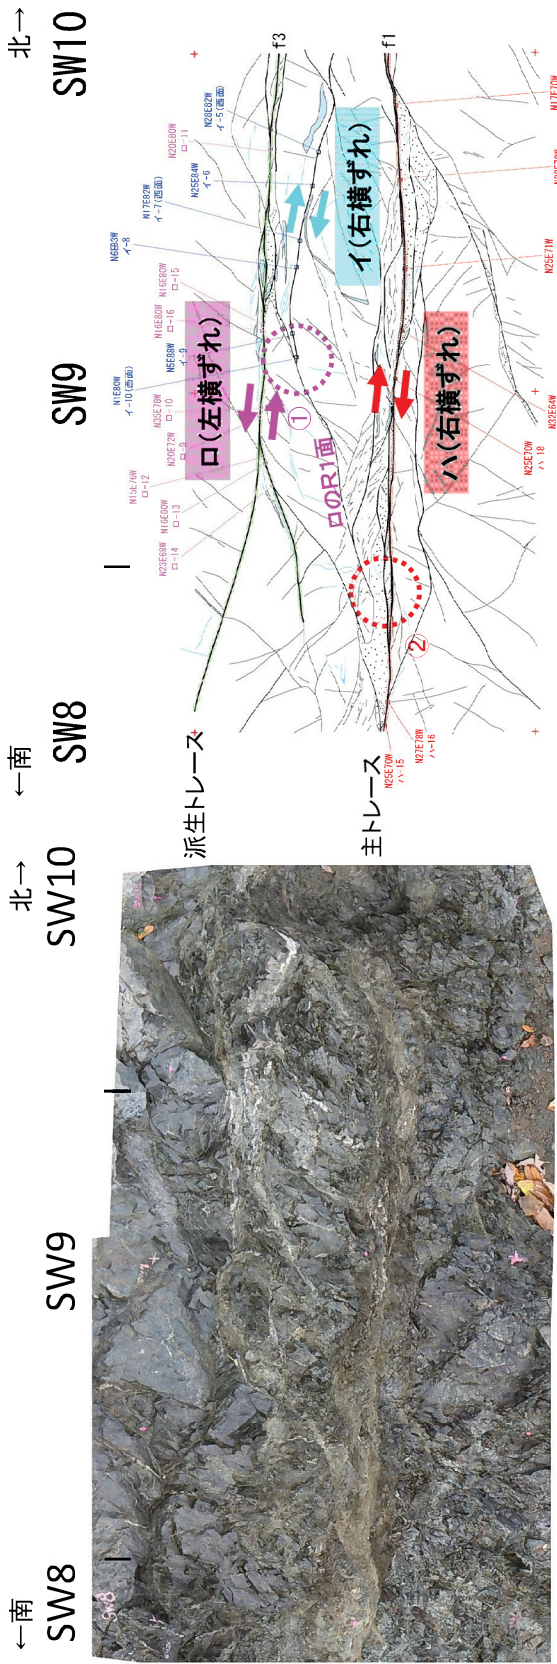 ←南
北→
SW8
SW9
SW10
N20E80W
ロ-11
N28E82W
イ-5(西面)
N25E84W
イ-6
N17E82W
イ-7(西面)
N6E83W
イ-8
N16E80W
ロ-15
N16E80W
ロ-16
N5E88W
イ-9
N1E80W
イ-10(西面)
N35E78W
ロ-10
N20E72W
ロ-9
N15E76W
ロ-12
N16E80W
ロ-13
N23E68W
ロ-14
f3
f1
ロ(左横ずれ)
イ(右横ずれ)
ハ(右横ずれ)
①
ロのR1面
②
派生トレース
主トレース
N25E70W
ハ-15
N27E78W
ハ-16
N25E70W
ハ-18
N32E84W
N25E71W
N17E70W
←南
北→
SW8
SW9
SW10
SW8